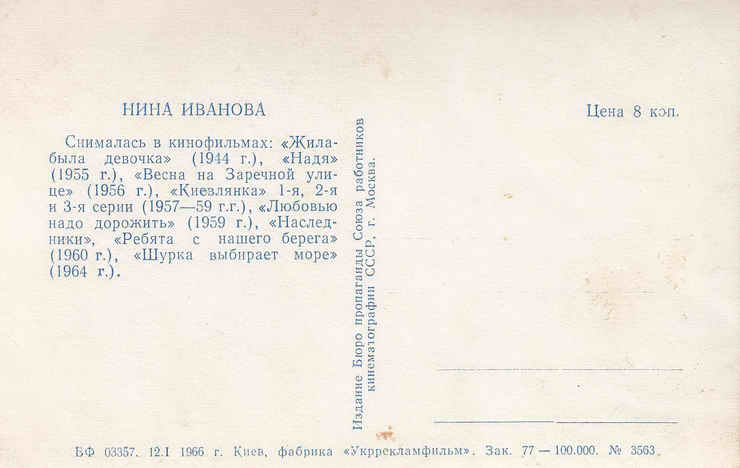 НИНА ИВАНОВА
Цена 8 коп.
Снималась в кинофильмах: «Жила-
была девочка» (1944 г.), «Надя»
(1955 г.), «Весна на Заречной ули-
це» (1956 г.), «Киевлянка» 1-я, 2-я
и 3-я серии (1957—59 г.г.), «Любовью
надо дорожить» (1959 г.), «Наслед-
ники», «Ребята с нашего берега»
(1960 г.), «Шурка выбирает море»
(1964 г.).
Издание Бюро пропаганды Союза работников
кинематографии СССР, г. Москва.
БФ 03357. 12.I 1966 г. Киев, фабрика «Укррекламфильм». Зак. 77 — 100.000. № 3563.